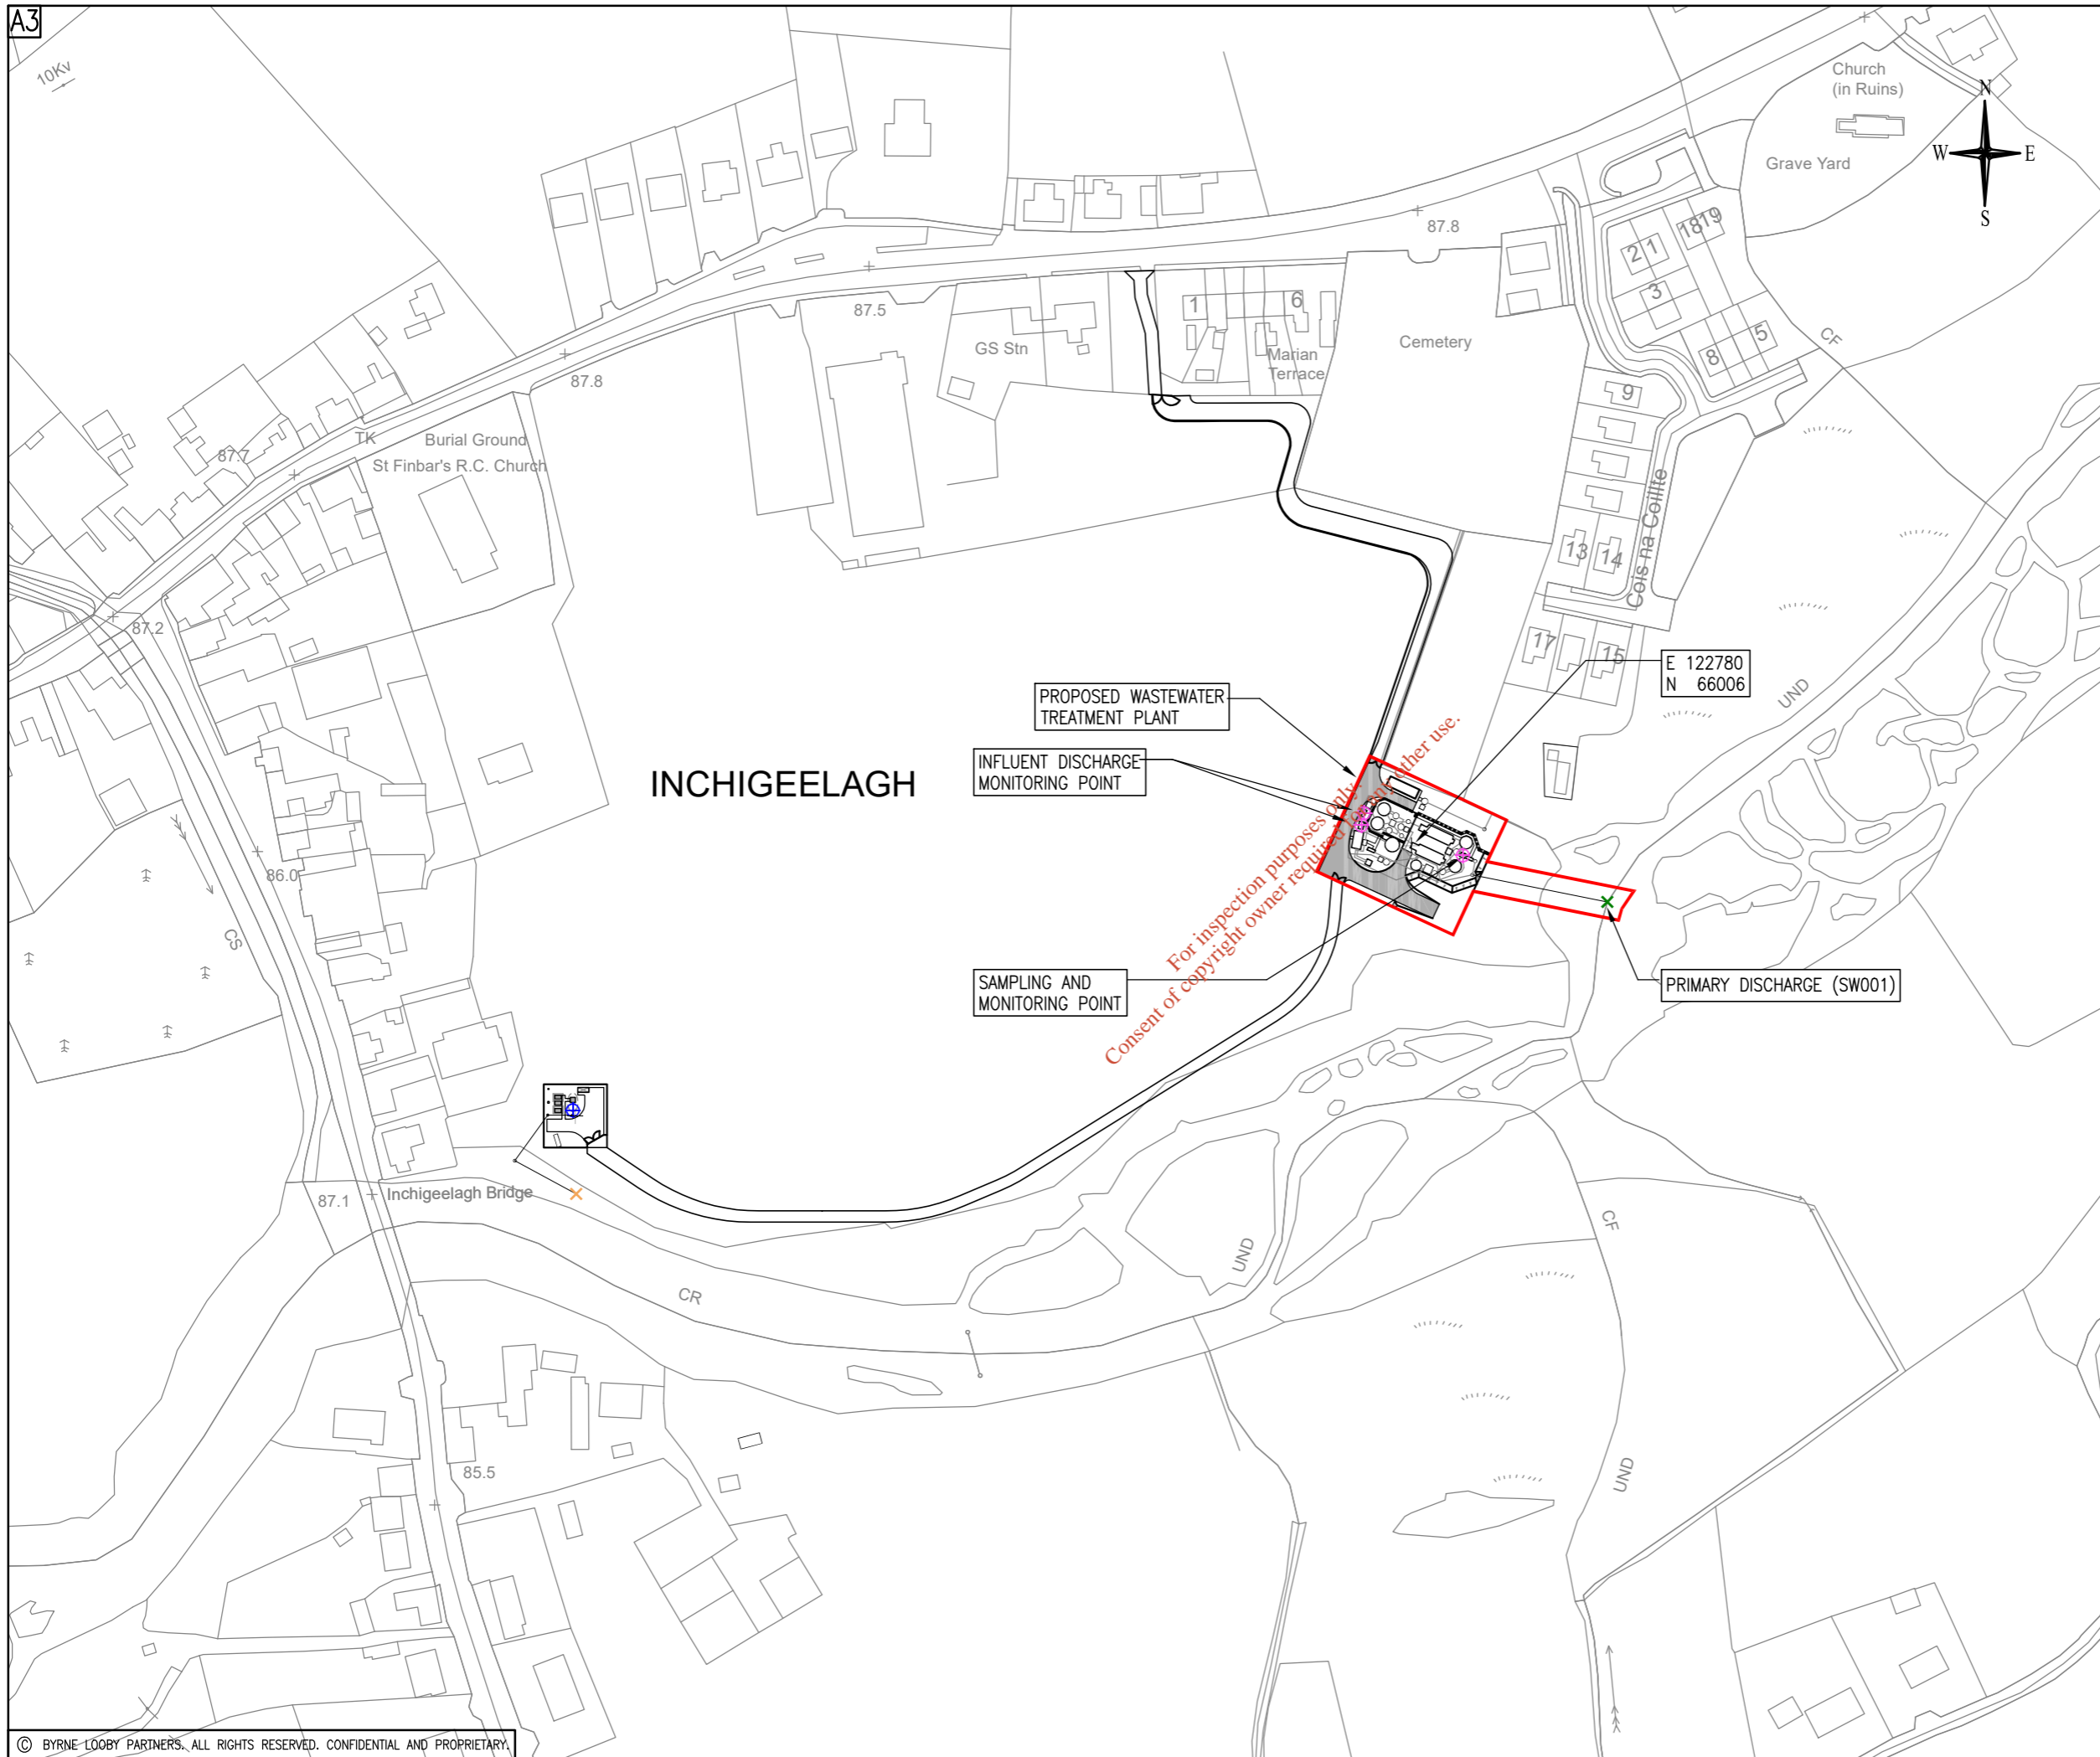 A3
10Kv
Church
(in Ruins)
N
W
E
S
Grave Yard
87.8
18
19
2
1
3
5
8
CF
87.5
1
6
GS Stn
Marian
Terrace
Cemetery
87.8
9
TK
Burial Ground
St Finbar's R.C. Church
87.7
13
14
Cois na Coillte
87.2
17
15
E 122780
N 66006
UND
PROPOSED WASTEWATER
TREATMENT PLANT
INFLUENT DISCHARGE
MONITORING POINT
INCHIGEELAGH
For inspection purposes only.
Consent of copyright owner required for any other use.
86.0
CS
SAMPLING AND
MONITORING POINT
PRIMARY DISCHARGE (SW001)
87.1
Inchigeelagh Bridge
CR
UND
CF
85.5
UND
© BYRNE LOOBY PARTNERS. ALL RIGHTS RESERVED. CONFIDENTIAL AND PROPRIETARY.